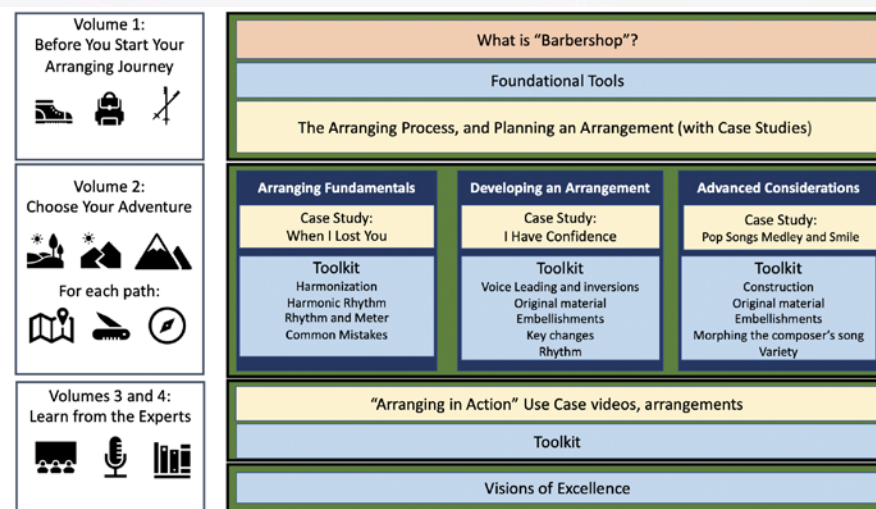 Volume 1:
Before You Start Your
Arranging Journey
What is “Barbershop”?
Foundational Tools
The Arranging Process, and Planning an Arrangement (with Case Studies)
Volume 2:
Choose Your Adventure
For each path:
Arranging Fundamentals
Case Study:
When I Lost You
Toolkit
Harmonization
Harmonic Rhythm
Rhythm and Meter
Common Mistakes
Developing an Arrangement
Case Study:
I Have Confidence
Toolkit
Voice Leading and inversions
Original material
Embellishments
Key changes
Rhythm
Advanced Considerations
Case Study:
Pop Songs Medley and Smile
Toolkit
Construction
Original material
Embellishments
Morphing the composer’s song
Variety
Volumes 3 and 4:
Learn from the Experts
“Arranging in Action” Use Case videos, arrangements
Toolkit
Visions of Excellence